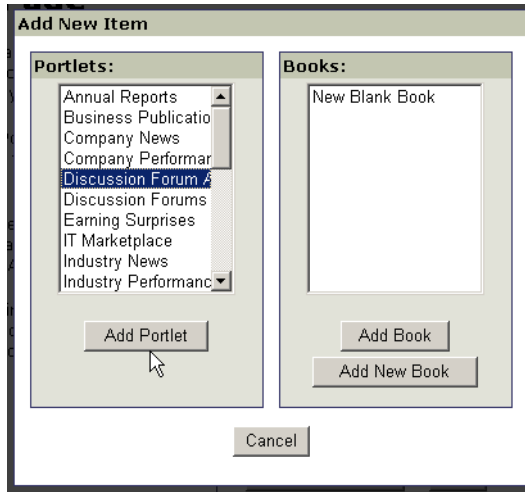 Add New Item
Portlets:
Annual Reports
Business Publicatio
Company News
Company Performar
Discussion Forum A
Discussion Forums
Earning Surprises
IT Marketplace
Industry News
Industry Performanc
Add Portlet
Books:
New Blank Book
Add Book
Add New Book
Cancel